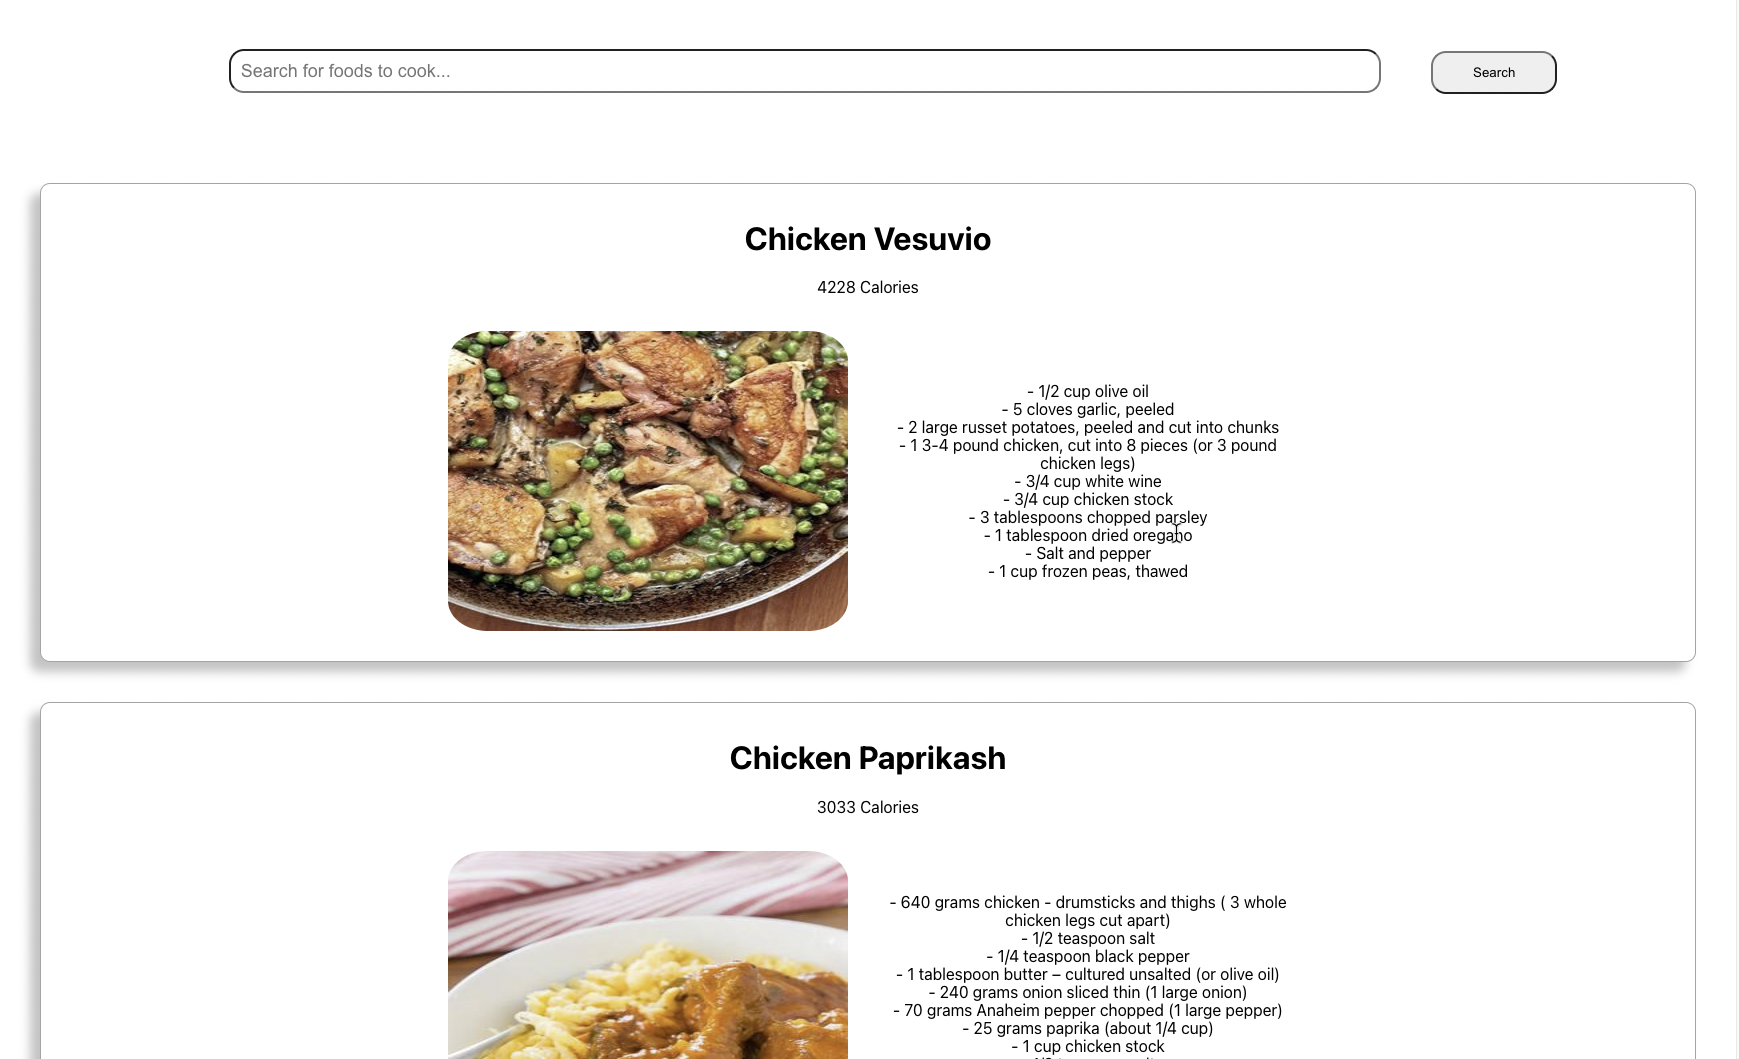 Search for foods to cook...
Search
Chicken Vesuvio
4228 Calories
- 1/2 cup olive oil
- 5 cloves garlic, peeled
- 2 large russet potatoes, peeled and cut into chunks
- 1 3-4 pound chicken, cut into 8 pieces (or 3 pound
chicken legs)
- 3/4 cup white wine
- 3/4 cup chicken stock
- 3 tablespoons chopped parsley
- 1 tablespoon dried oregano
- Salt and pepper
- 1 cup frozen peas, thawed
Chicken Paprikash
3033 Calories
- 640 grams chicken - drumsticks and thighs ( 3 whole
chicken legs cut apart)
- 1/2 teaspoon salt
- 1/4 teaspoon black pepper
- 1 tablespoon butter – cultured unsalted (or olive oil)
- 240 grams onion sliced thin (1 large onion)
- 70 grams Anaheim pepper chopped (1 large pepper)
- 25 grams paprika (about 1/4 cup)
- 1 cup chicken stock